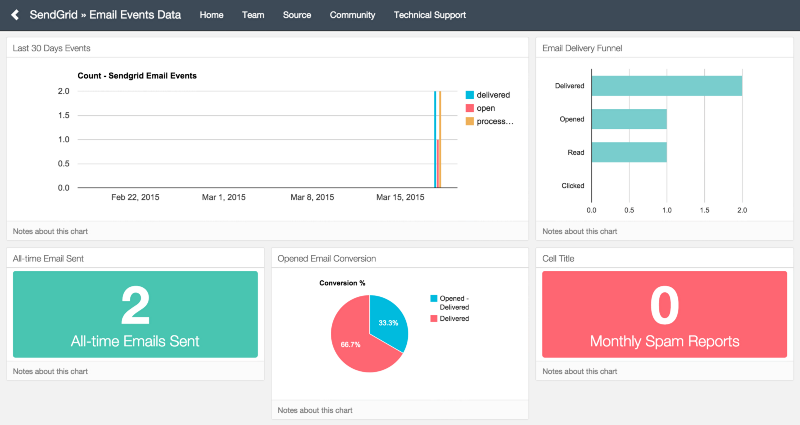 SendGrid » Email Events Data Home Team Source Community Technical Support
Last 30 Days Events
Count - Sendgrid Email Events
2.0
1.5
1.0
0.5
0.0
Feb 22, 2015 Mar 1, 2015 Mar 8, 2015 Mar 15, 2015
delivered
open
process...
Notes about this chart
Email Delivery Funnel
Delivered
Opened
Read
Clicked
0.0 0.5 1.0 1.5 2.0
Notes about this chart
All-time Email Sent
2
All-time Emails Sent
Notes about this chart
Opened Email Conversion
Conversion %
33.3%
66.7%
Opened -
Delivered
Delivered
Notes about this chart
Cell Title
0
Monthly Spam Reports
Notes about this chart